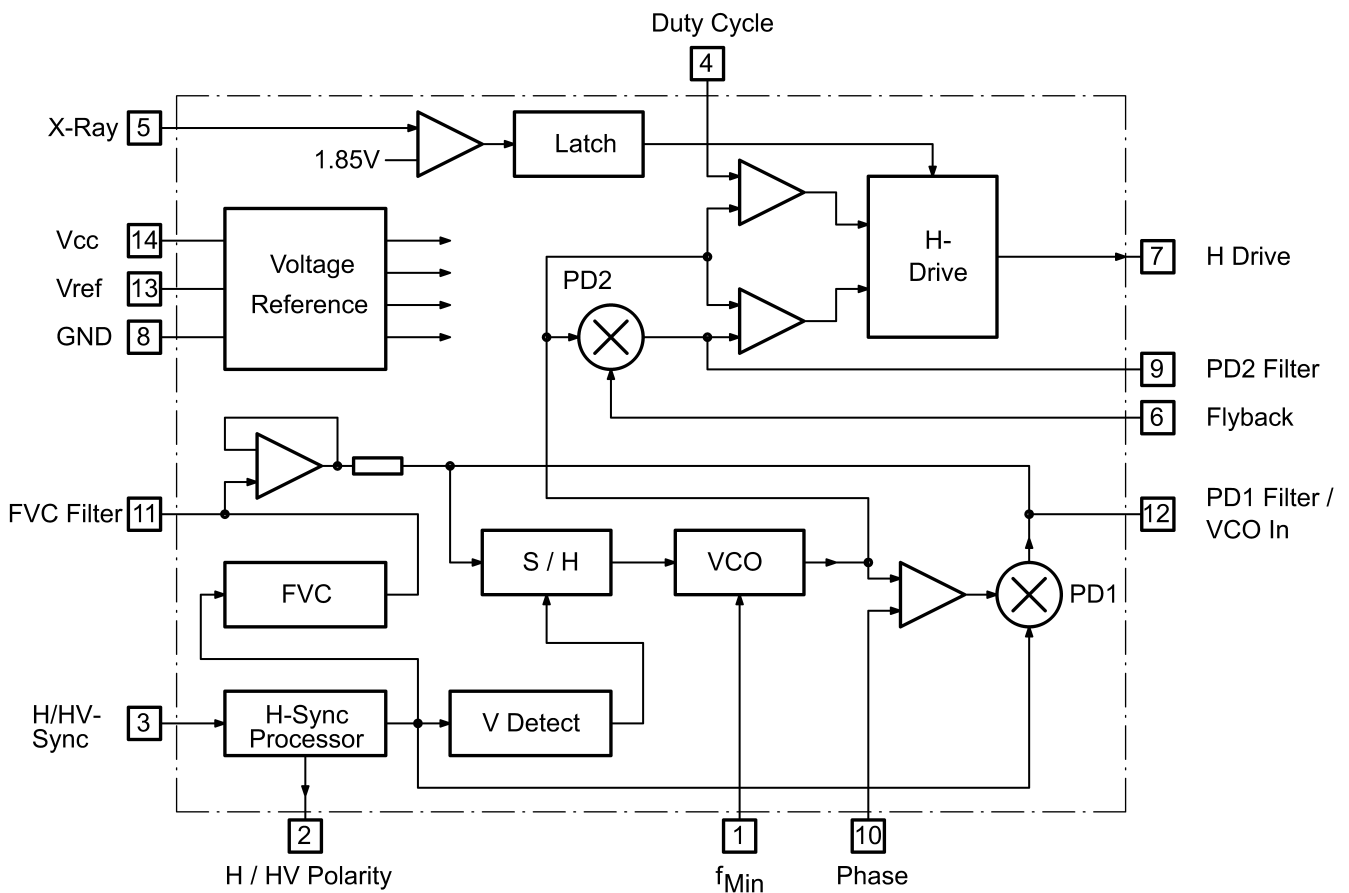 Duty Cycle
4
X-Ray 5
1.85V
Latch
Vcc 14
Vref 13
GND 8
Voltage
Reference
PD2
H-
Drive
7 H Drive
9 PD2 Filter
6 Flyback
FVC Filter 11
12 PD1 Filter /
VCO In
S / H
VCO
FVC
PD1
H/HV-
Sync
3
H-Sync
Processor
V Detect
2
H / HV Polarity
1
fMin
10
Phase